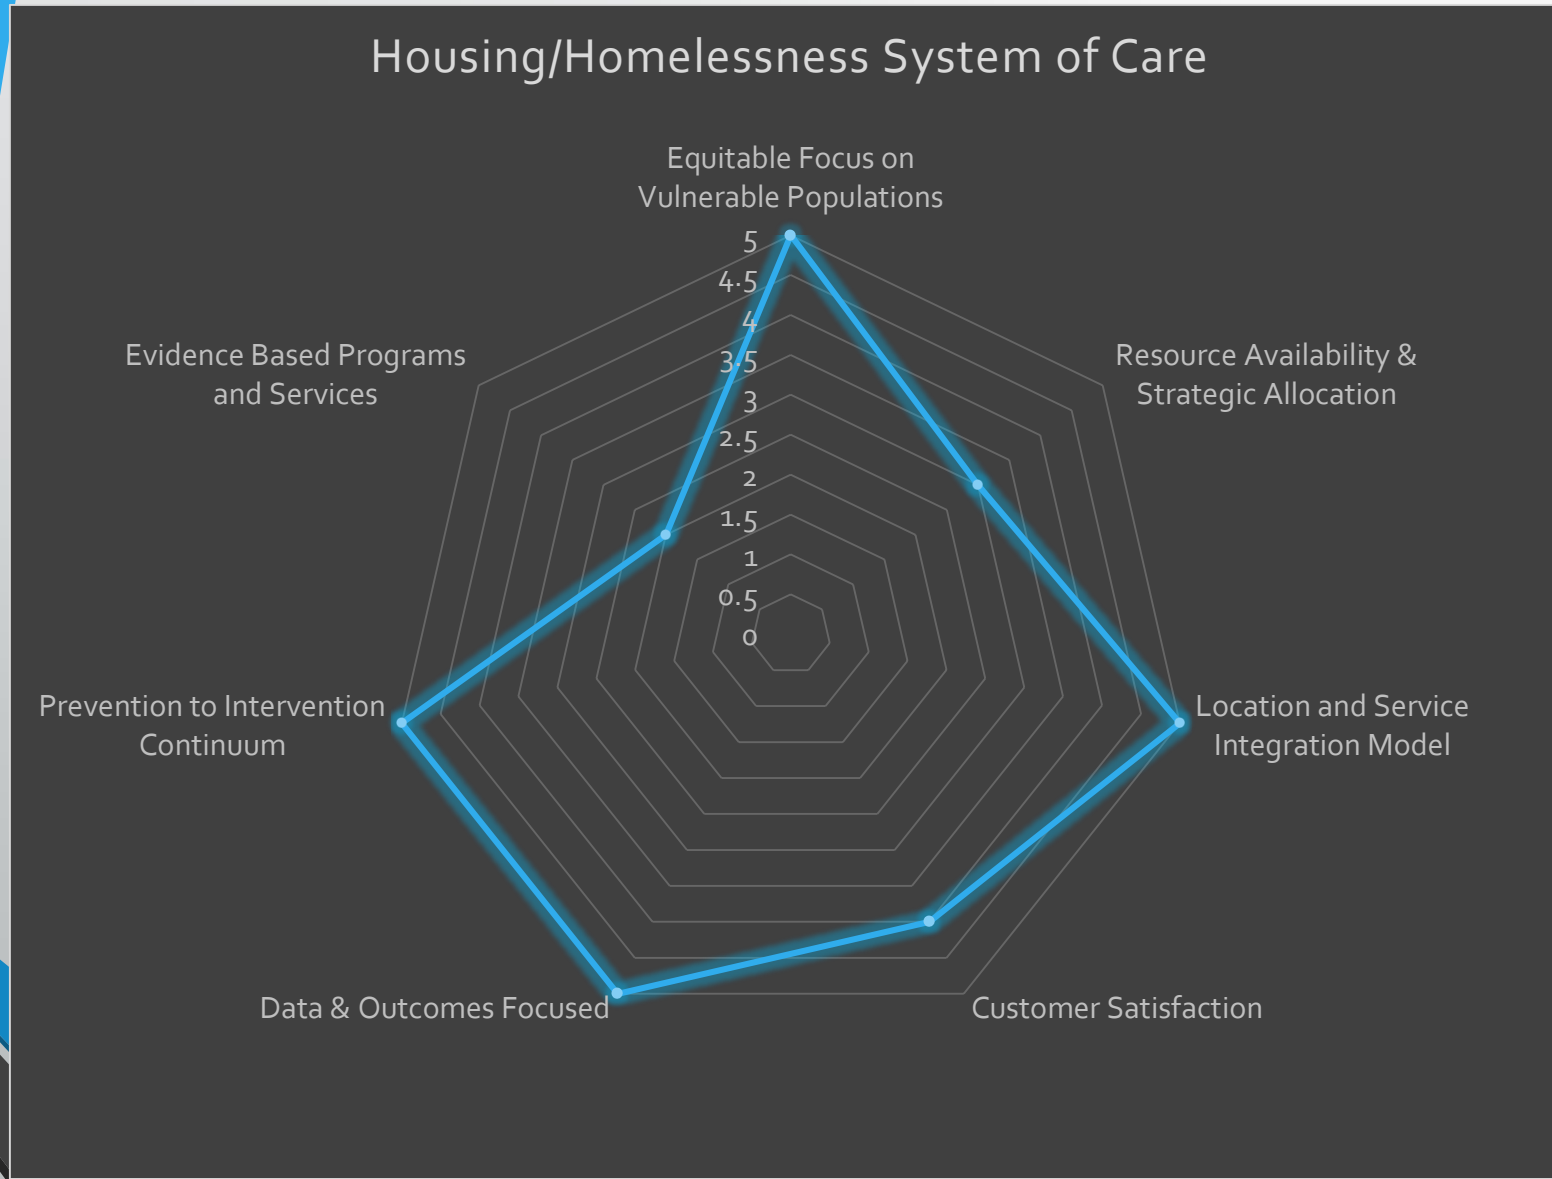 Housing/Homelessness System of Care
Equitable Focus on
Vulnerable Populations
5
4.5
4
3.5
3
2.5
2
1.5
1
0.5
0
Resource Availability &
Strategic Allocation
Location and Service
Integration Model
Customer Satisfaction
Data & Outcomes Focused
Prevention to Intervention
Continuum
Evidence Based Programs
and Services